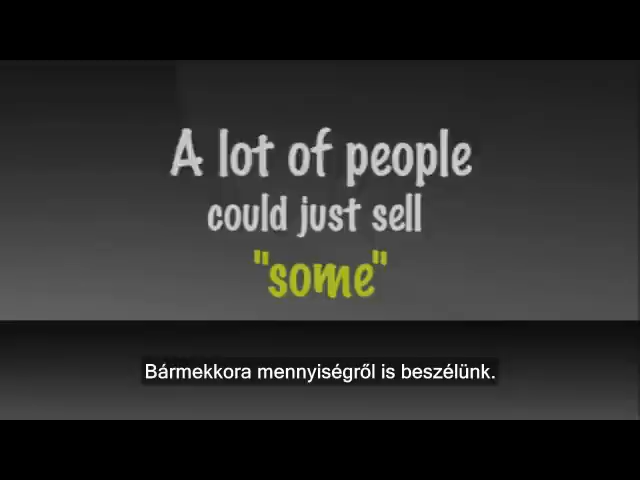 A lot of people
could just sell
"some"
Bármekkora mennyiségről is beszélünk.